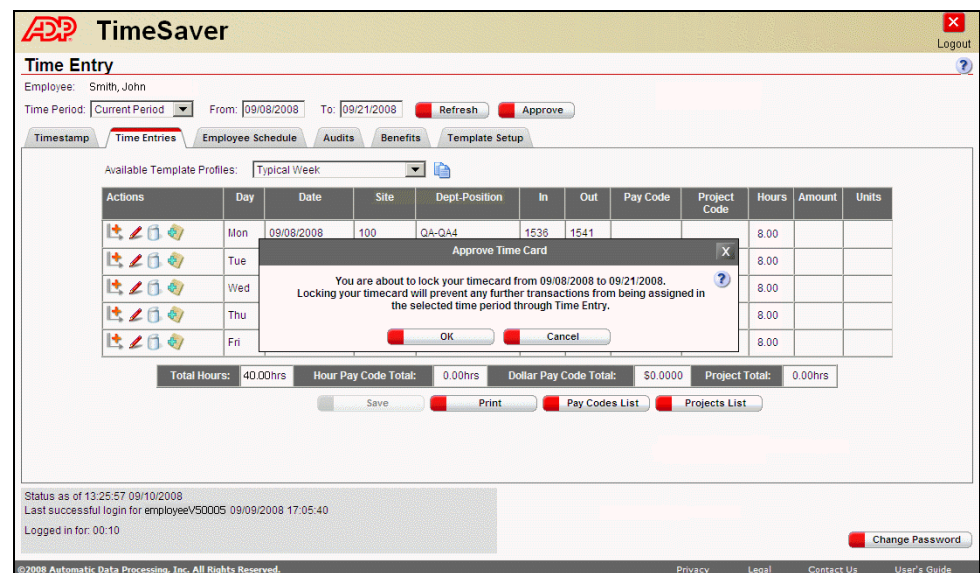 ADP TimeSaver
Logout
Time Entry
?
Employee: Smith, John
Time Period: Current Period From: 09/08/2008 To: 09/21/2008 Refresh Approve
Timestamp Time Entries Employee Schedule Audits Benefits Template Setup
Available Template Profiles: Typical Week
Actions Day Date Site Dept-Position In Out Pay Code Project Code Hours Amount Units
Mon 09/08/2008 100 QA-QA4 1536 1541 8.00
Tue 8.00
Wed 8.00
Thu 8.00
Fri 8.00
Approve Time Card X
You are about to lock your timecard from 09/08/2008 to 09/21/2008. ?
Locking your timecard will prevent any further transactions from being assigned in
the selected time period through Time Entry.
OK Cancel
Total Hours: 40.00hrs Hour Pay Code Total: 0.00hrs Dollar Pay Code Total: $0.0000 Project Total: 0.00hrs
Save Print Pay Codes List Projects List
Status as of 13:25:57 09/10/2008
Last successful login for employeeV50005 09/09/2008 17:05:40
Logged in for: 00:10
Change Password
©2008 Automatic Data Processing, Inc. All Rights Reserved. Privacy Legal Contact Us User's Guide